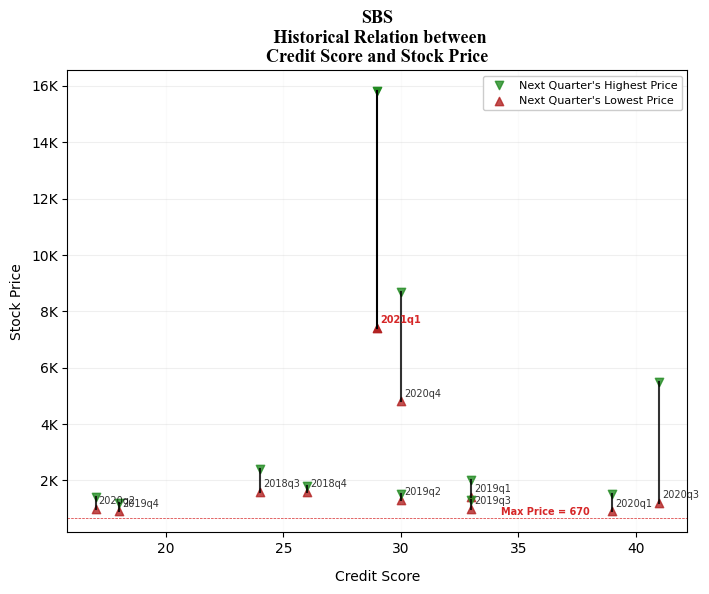 SBS
Historical Relation between
Credit Score and Stock Price
Next Quarter's Highest Price
Next Quarter's Lowest Price
16K
14K
12K
10K
8K
6K
4K
2K
Stock Price
2021q1
2020q4
2020q3
2018q3
2018q4
2019q2
2019q1
2019q3
2020q2
2019q4
2020q1
Max Price = 670
20
25
30
35
40
Credit Score